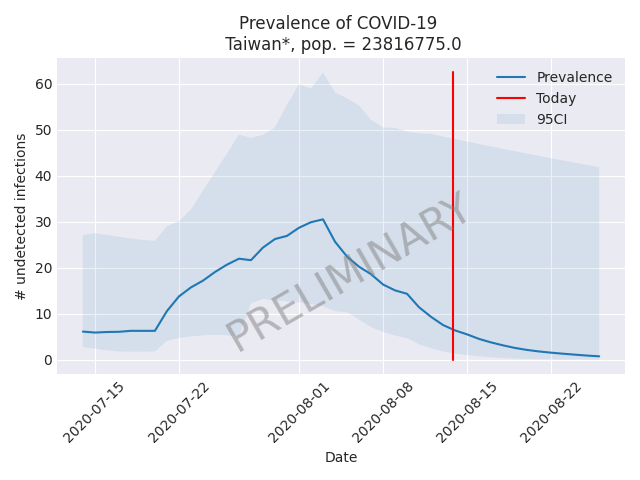 Prevalence of COVID-19
Taiwan*, pop. = 23816775.0
Prevalence
Today
95CI
# undetected infections
60
50
40
30
20
10
0
PRELIMINARY
2020-07-15
2020-07-22
2020-08-01
2020-08-08
2020-08-15
2020-08-22
Date